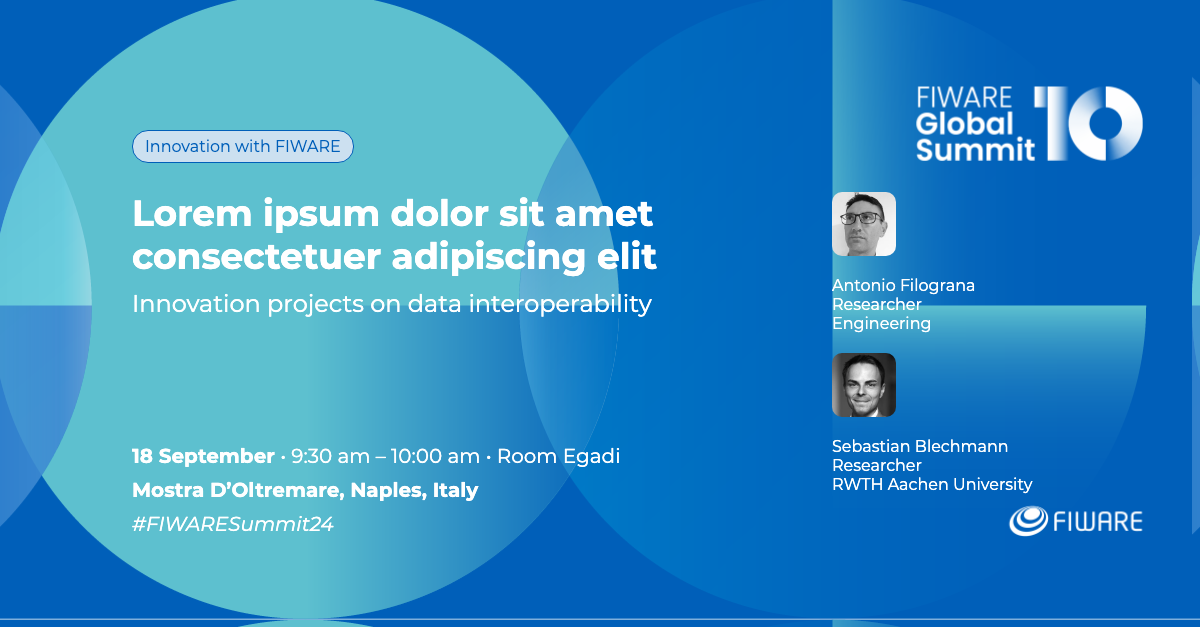 Innovation with FIWARE
Lorem ipsum dolor sit amet
consectetuer adipiscing elit
Innovation projects on data interoperability
18 September · 9:30 am – 10:00 am · Room Egadi
Mostra D’Oltremare, Naples, Italy
#FIWARESummit24
FIWARE
Global
Summit 10
Antonio Filograna
Researcher
Engineering
Sebastian Blechmann
Researcher
RWTH Aachen University
FIWARE